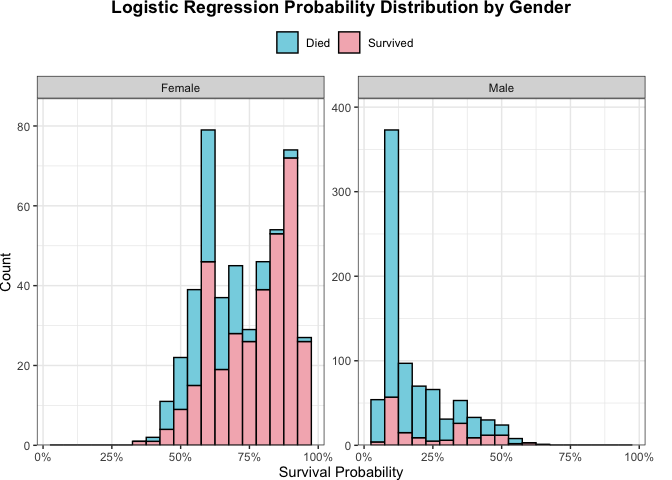 Logistic Regression Probability Distribution by Gender
Died Survived
Female Male
Count
80
60
40
20
0
400
300
200
100
0
0% 25% 50% 75% 100% 0% 25% 50% 75% 100%
Survival Probability